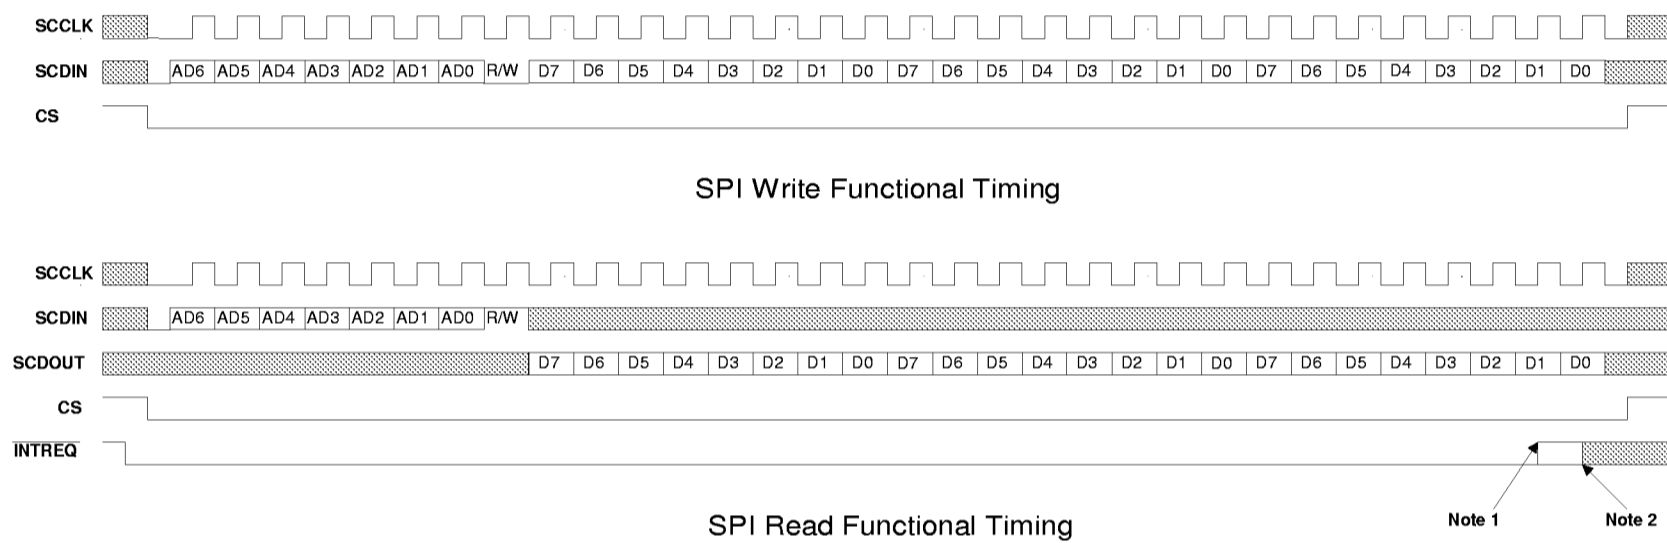 SCCLK
SCDIN AD6 AD5 AD4 AD3 AD2 AD1 AD0 R/W D7 D6 D5 D4 D3 D2 D1 D0 D7 D6 D5 D4 D3 D2 D1 D0 D7 D6 D5 D4 D3 D2 D1 D0
CS
SPI Write Functional Timing
SCCLK
SCDIN AD6 AD5 AD4 AD3 AD2 AD1 AD0 R/W
SCDOUT D7 D6 D5 D4 D3 D2 D1 D0 D7 D6 D5 D4 D3 D2 D1 D0 D7 D6 D5 D4 D3 D2 D1 D0
CS
INTREQ
Note 1 Note 2
SPI Read Functional Timing